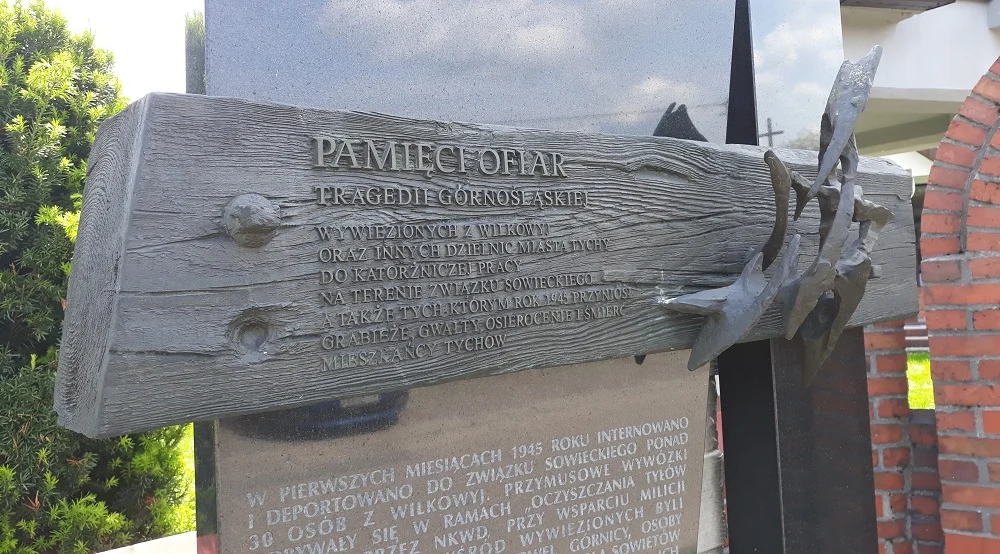 PAMIĘCI OFIAR
TRAGEDII GÓRNOŚLĄSKIEJ
WYWIEZIONYCH Z WILKOWYJ
ORAZ INNYCH DZIELNIC MIASTA TYCHY
DO KATORŻNICZEJ PRACY
NA TERENIE ZWIĄZKU SOWIECKIEGO
A TAKŻE TYCH, KTÓRYM ROK 1945 PRZYNIÓSŁ
GRABIEŻE, GWAŁTY, OSIEROCENIE I ŚMIERĆ
MIESZKAŃCY TYCHÓW
W PIERWSZYCH MIESIĄCACH 1945 ROKU INTERNOWANO
I DEPORTOWANO DO ZWIĄZKU SOWIECKIEGO PONAD
30 OSÓB Z WILKOWYJ. PRZYMUSOWE WYWÓZKI
SIĘ W RAMACH „OCZYSZCZANIA TYŁÓW
PRZEZ NKWD, PRZY WSPARCIU MILICJI
WYWIEZIONYCH BYLI
GÓRNICY, OSOBY
SOWIETÓW